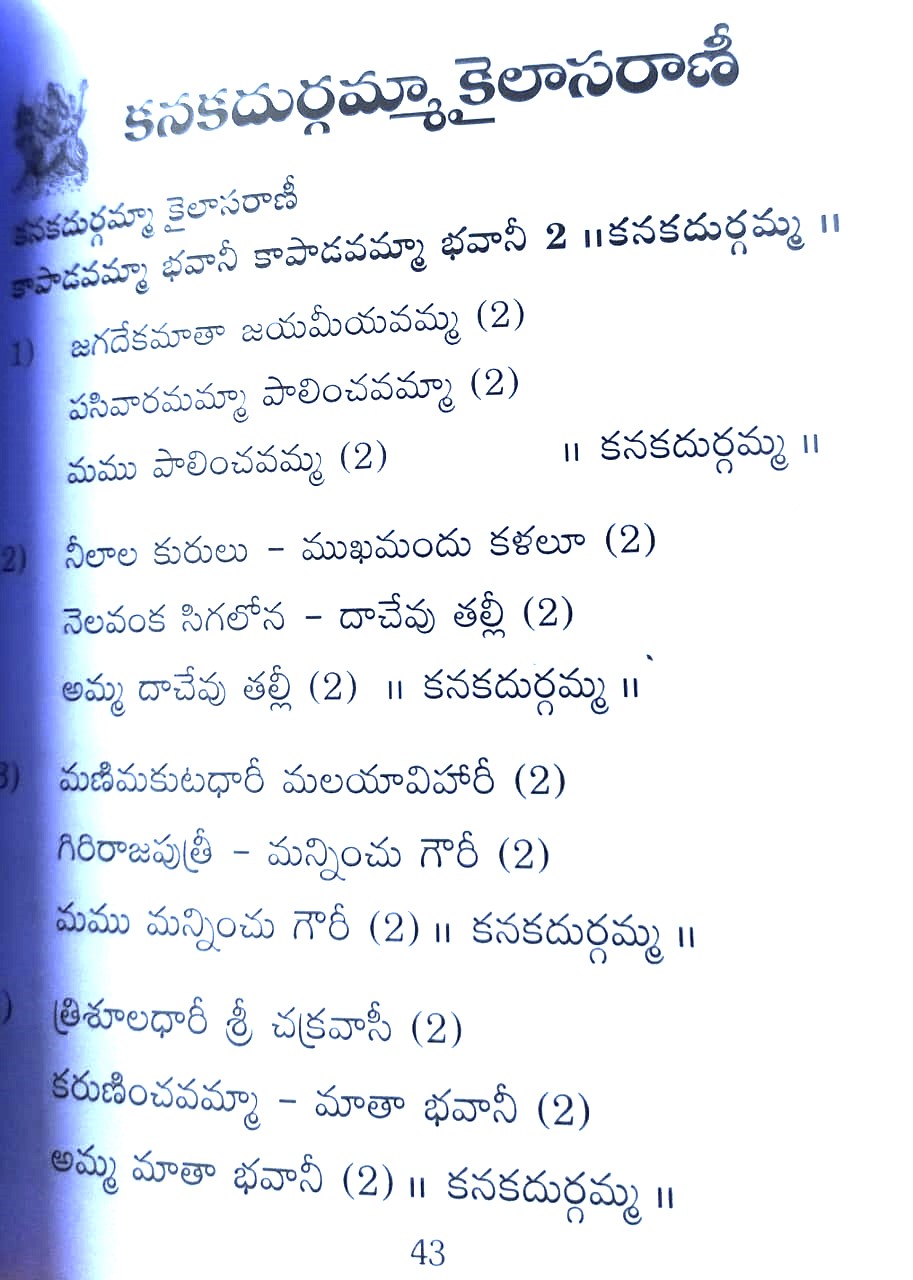 కనకదుర్గమ్మా కైలాసరాణీ
కనకదుర్గమ్మా కైలాసరాణీ
కాపాడవమ్మా భవానీ కాపాడవమ్మా భవానీ 2 ॥కనకదుర్గమ్మ ॥
1) జగదేకమాతా జయమీయవమ్మ (2)
పసివారమమ్మా పాలించవమ్మా (2)
మము పాలించవమ్మ (2) ॥ కనకదుర్గమ్మ ॥
2) నీలాల కురులు - ముఖమందు కళలూ (2)
నెలవంక సిగలోన - దాచేవు తల్లీ (2)
అమ్మ దాచేవు తల్లీ (2) ॥ కనకదుర్గమ్మ ॥
3) మణిమకుటధారీ మలయావిహారీ (2)
గిరిరాజపుత్రీ - మన్నించు గౌరీ (2)
మము మన్నించు గౌరీ (2) ॥ కనకదుర్గమ్మ ॥
) త్రిశూలధారీ శ్రీ చక్రవాసీ (2)
కరుణించవమ్మా - మాతా భవానీ (2)
అమ్మ మాతా భవానీ (2) ॥ కనకదుర్గమ్మ ॥
43